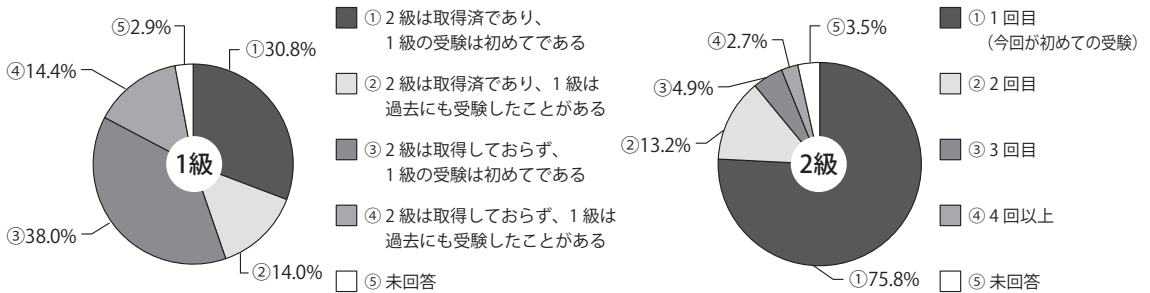 ⑤2.9%
①30.8%
④14.4%
1級
③38.0%
②14.0%
① 2 級は取得済であり、
1 級の受験は初めてである
② 2 級は取得済であり、1 級は
過去にも受験したことがある
③ 2 級は取得しておらず、
1 級の受験は初めてである
④ 2 級は取得しておらず、1 級は
過去にも受験したことがある
⑤ 未回答
⑤3.5%
④2.7%
③4.9%
②13.2%
2級
①75.8%
① 1 回目
（今回が初めての受験）
② 2 回目
③ 3 回目
④ 4 回以上
⑤ 未回答